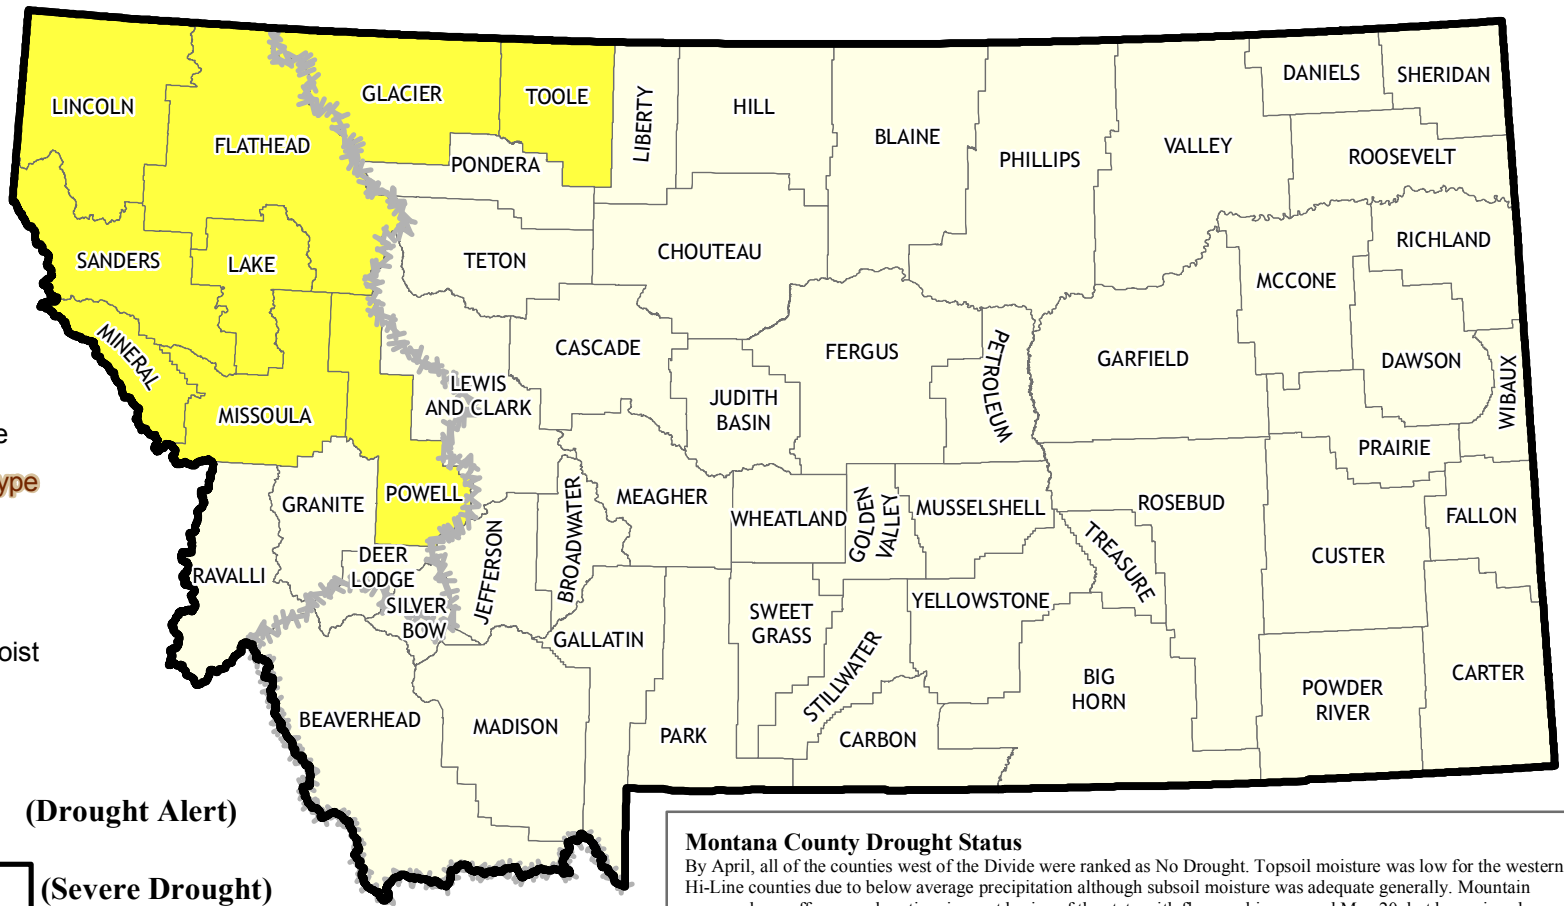 LINCOLN
FLATHEAD
GLACIER
TOOLE
LIBERTY
HILL
BLAINE
PHILLIPS
VALLEY
DANIELS
SHERIDAN
ROOSEVELT
PONDERA
SANDERS
LAKE
TETON
CHOUTEAU
RICHLAND
MCCONE
MINERAL
MISSOULA
LEWIS
AND CLARK
CASCADE
JUDITH
BASIN
FERGUS
PETROLEUM
GARFIELD
DAWSON
WIBAUX
PRAIRIE
POWELL
GRANITE
MEAGHER
BROADWATER
WHEATLAND
GOLDEN
VALLEY
MUSSELSHELL
ROSEBUD
TREASURE
CUSTER
FALLON
RAVALLI
DEER
LODGE
SILVER
BOW
JEFFERSON
GALLATIN
SWEET
GRASS
STILLWATER
YELLOWSTONE
BIG
HORN
POWDER
RIVER
CARTER
BEAVERHEAD
MADISON
PARK
CARBON
e
ype
oist
(Drought Alert)
(Severe Drought)
Montana County Drought Status
By April, all of the counties west of the Divide were ranked as No Drought. Topsoil moisture was low for the western
Hi-Line counties due to below average precipitation although subsoil moisture was adequate generally. Mountain